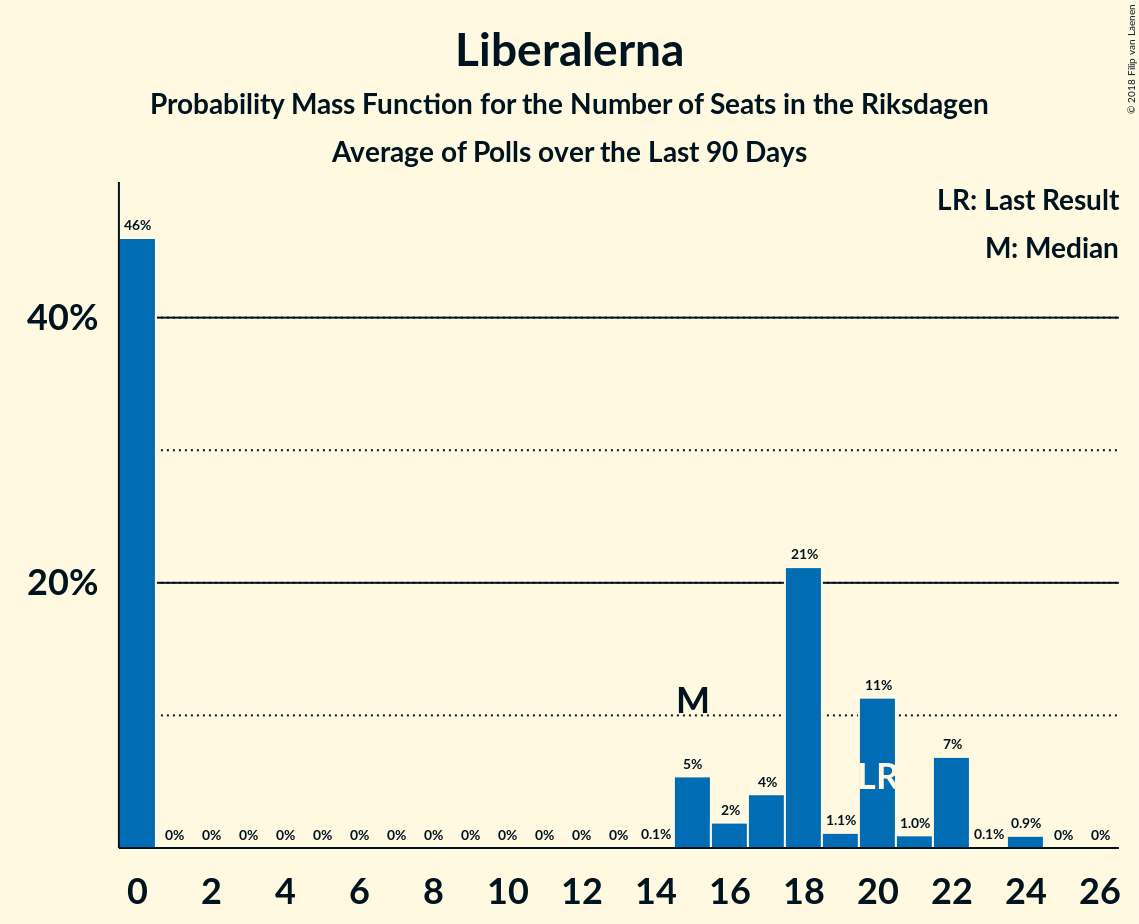 Liberalerna
Probability Mass Function for the Number of Seats in the Riksdagen
Average of Polls over the Last 90 Days
© 2018 Filip van Laenen
LR: Last Result
M: Median
40%
20%
46%
0% 0% 0% 0% 0% 0% 0% 0% 0% 0% 0% 0% 0% 0.1% 5% 2% 4% 21% 1.1% 11% 1.0% 7% 0.1% 0.9% 0% 0%
M
LR
0 2 4 6 8 10 12 14 16 18 20 22 24 26